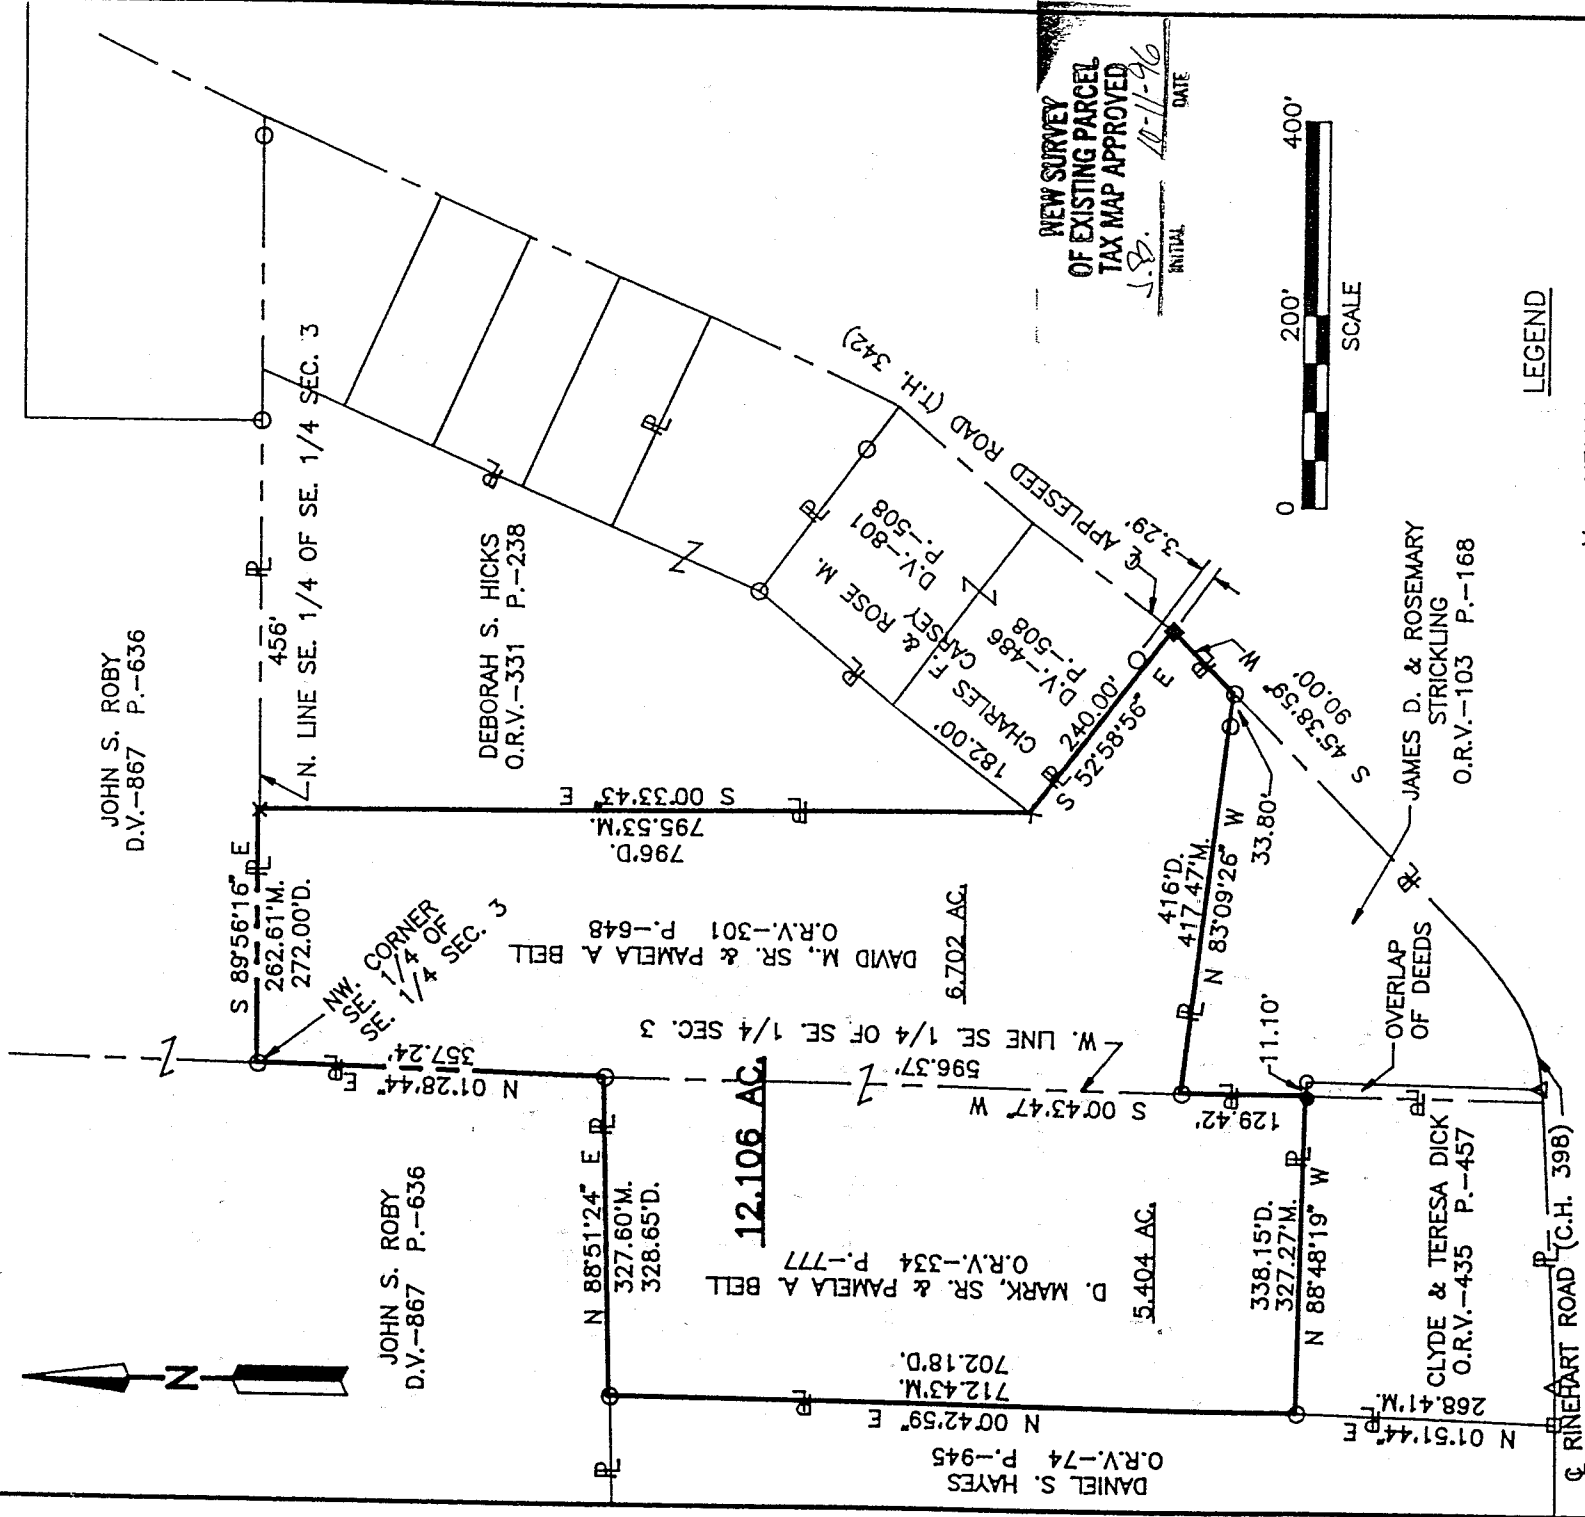 JOHN S. ROBY
D.V.-867 P.-636
456'
N. LINE SE. 1/4 OF SE. 1/4 SEC. 3
DEBORAH S. HICKS
O.R.V.-331 P.-238
S 89°56'16" E
262.61'M.
272.00'D.
NW. CORNER
SE. 1/4 OF
SE. 1/4 SEC. 3
S 00°33'43" E
795.53'M.
796'D.
N 01°28'44" E
357.24'
JOHN S. ROBY
D.V.-867 P.-636
N
N 88°51'24" E
327.60'M.
328.65'D.
DAVID M., SR. & PAMELA A BELL
O.R.V.-301 P.-648
6.702 AC.
W. LINE SE. 1/4 OF SE. 1/4 SEC. 3
596.37'
S 00°43'47" W
129.42'
12.106 AC.
D. MARK, SR. & PAMELA A. BELL
O.R.V.-334 P.-777
5.404 AC.
N 00°42'59" E
712.43'M.
702.18'D.
DANIEL S. HAYES
O.R.V.-74 P.-945
338.15'D.
327.27'M.
N 88°48'19" W
11.10'
OVERLAP
OF DEEDS
CLYDE & TERESA DICK
O.R.V.-435 P.-457
N 01°51'44" E
268.41'M.
℄ RINEHART ROAD (C.H. 398)
416'D.
417.47'M.
N 83°09'26" W
33.80'
S 45°38'59" W
90.00'
JAMES D. & ROSEMARY
STRICKLING
O.R.V.-103 P.-168
S 52°58'56" E
240.00'
182.00'
CHARLES F. & ROSE M.
CARSEY
D.V.-486
P.-508
D.V.-801
P.-508
3.29'
℄ APPLESEED ROAD (T.H. 342)
NEW SURVEY
OF EXISTING PARCEL
TAX MAP APPROVED
J.B. 10-11-96
INITIAL DATE
0 200' 400'
SCALE
LEGEND